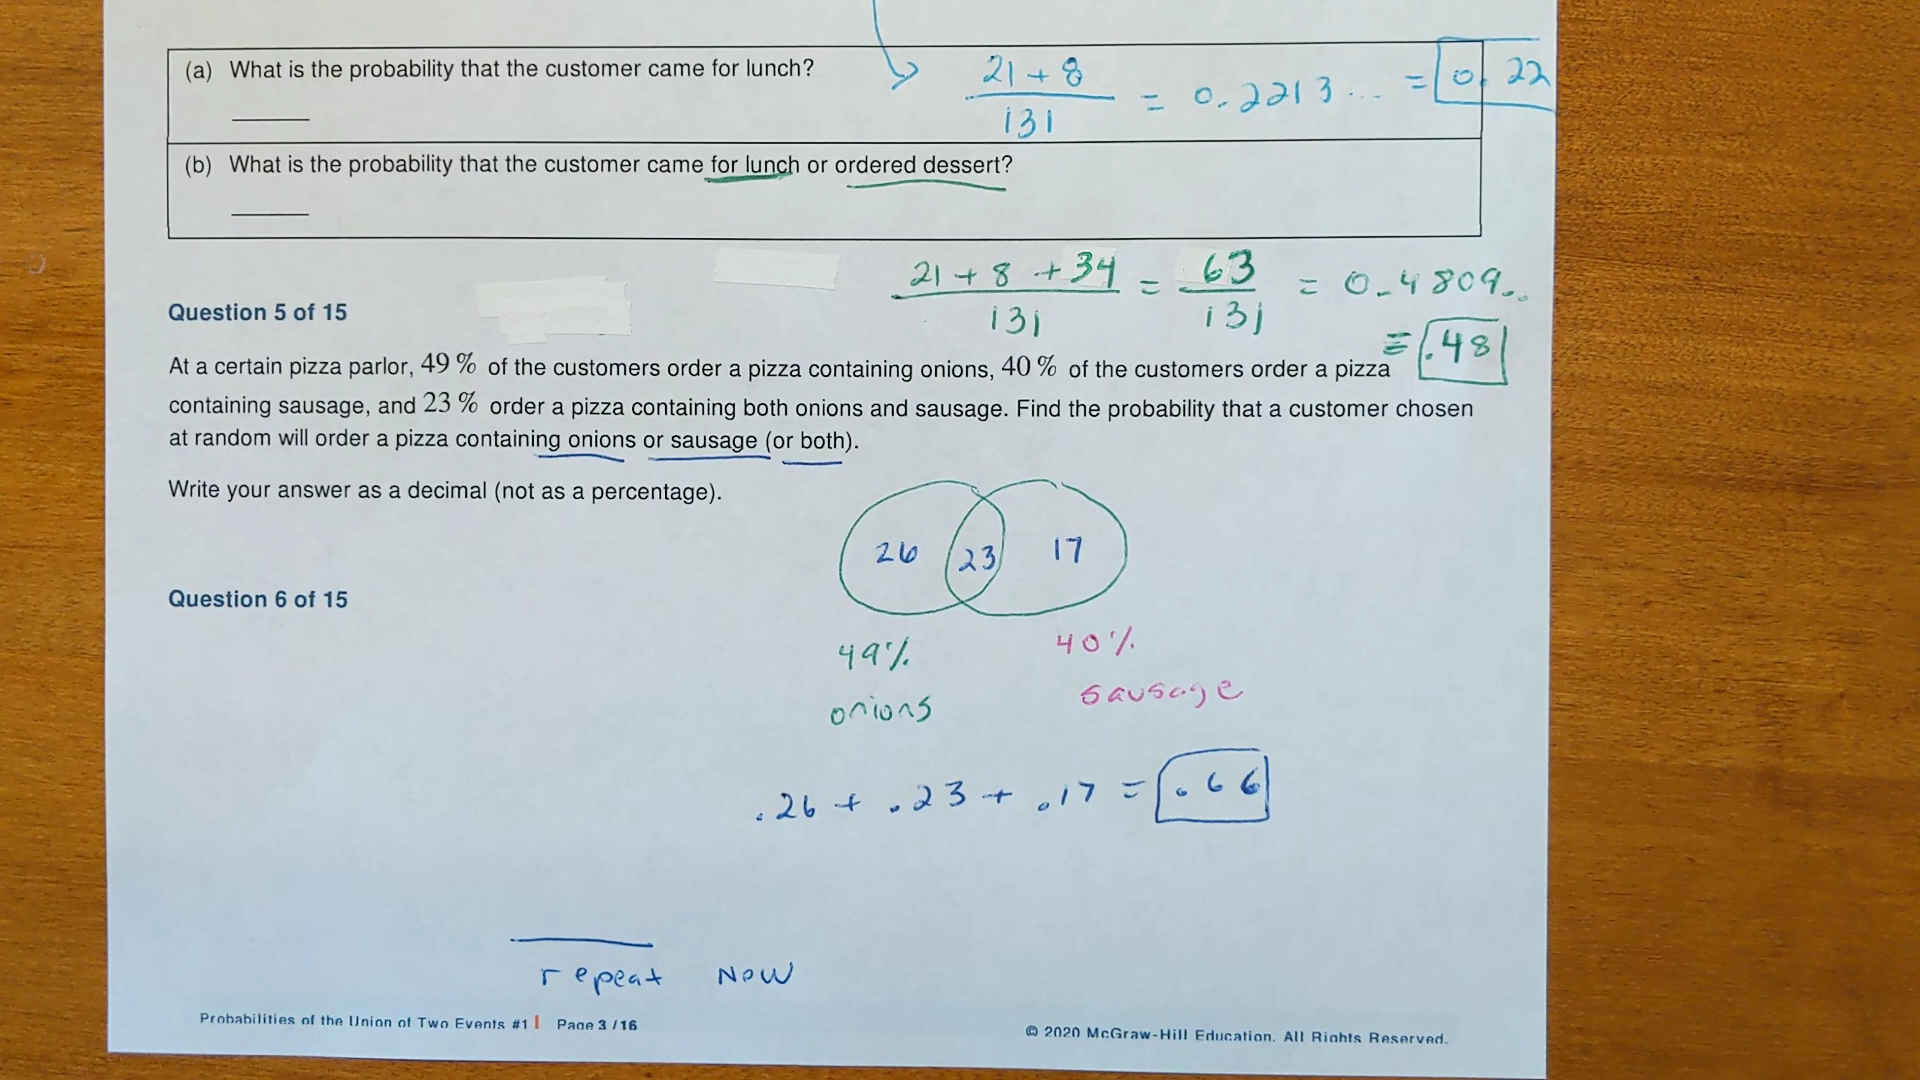 (a) What is the probability that the customer came for lunch?
21 + 8 / 131 = 0.2213... = 0.22
(b) What is the probability that the customer came for lunch or ordered dessert?
21 + 8 + 34 / 131 = 63 / 131 = 0.4809..
= .48
Question 5 of 15
At a certain pizza parlor, 49 % of the customers order a pizza containing onions, 40 % of the customers order a pizza
containing sausage, and 23 % order a pizza containing both onions and sausage. Find the probability that a customer chosen
at random will order a pizza containing onions or sausage (or both).
Write your answer as a decimal (not as a percentage).
26 23 17
Question 6 of 15
49% 40%
onions sausage
.26 + .23 + .17 = .66
repeat NOW
Probabilities of the Union of Two Events #1 | Page 3 / 16
© 2020 McGraw-Hill Education. All Rights Reserved.